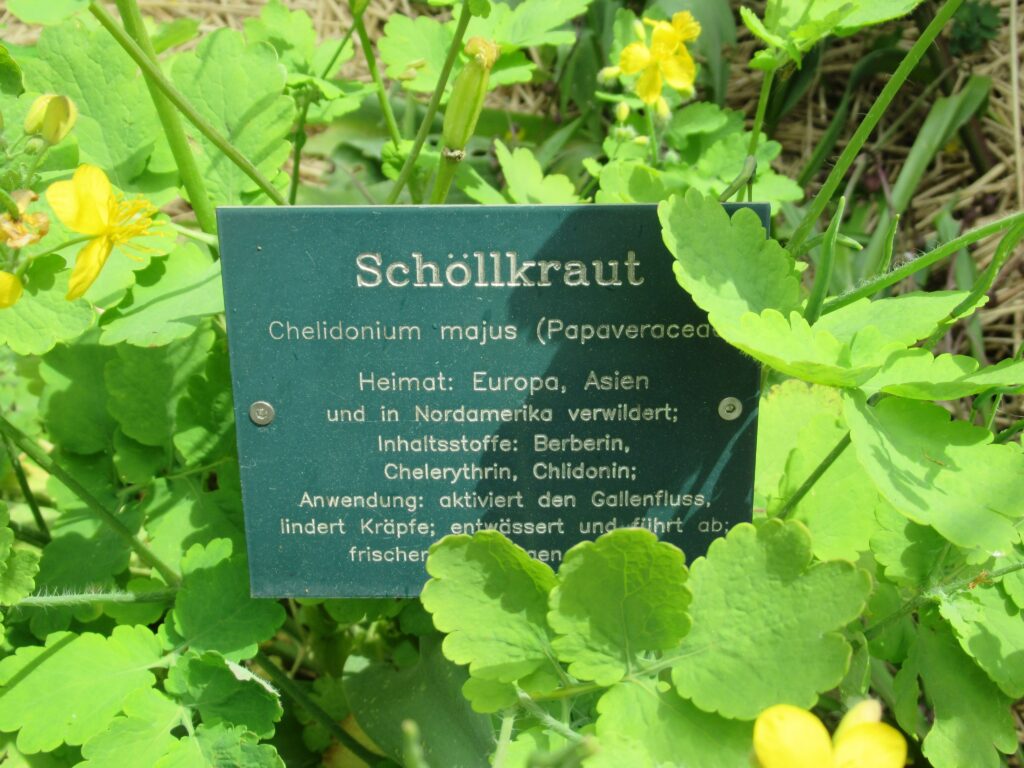 Schöllkraut
Chelidonium majus (Papaveracea
Heimat: Europa, Asien
und in Nordamerika verwildert;
Inhaltsstoffe: Berberin,
Chelerythrin, Chlidonin;
Anwendung: aktiviert den Gallenfluss,
lindert Kräpfe; entwässert und führt ab;
frischer